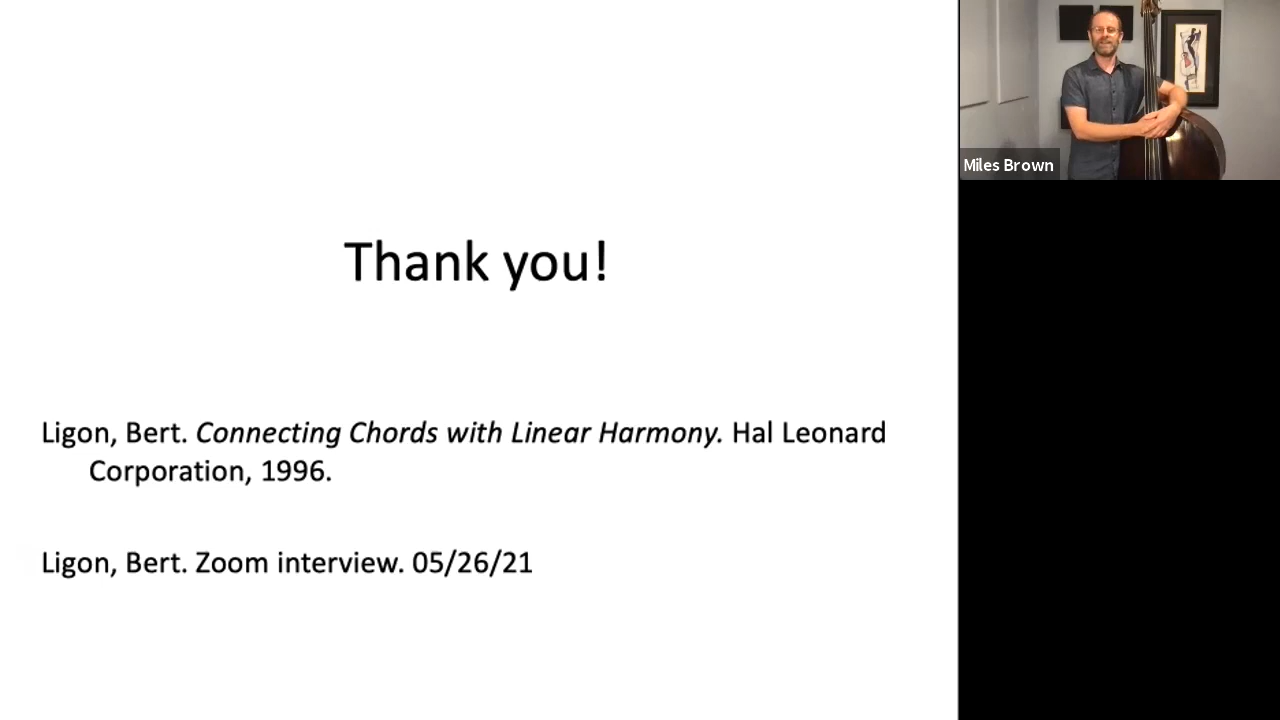 Miles Brown
Thank you!
Ligon, Bert. Connecting Chords with Linear Harmony. Hal Leonard
Corporation, 1996.
Ligon, Bert. Zoom interview. 05/26/21